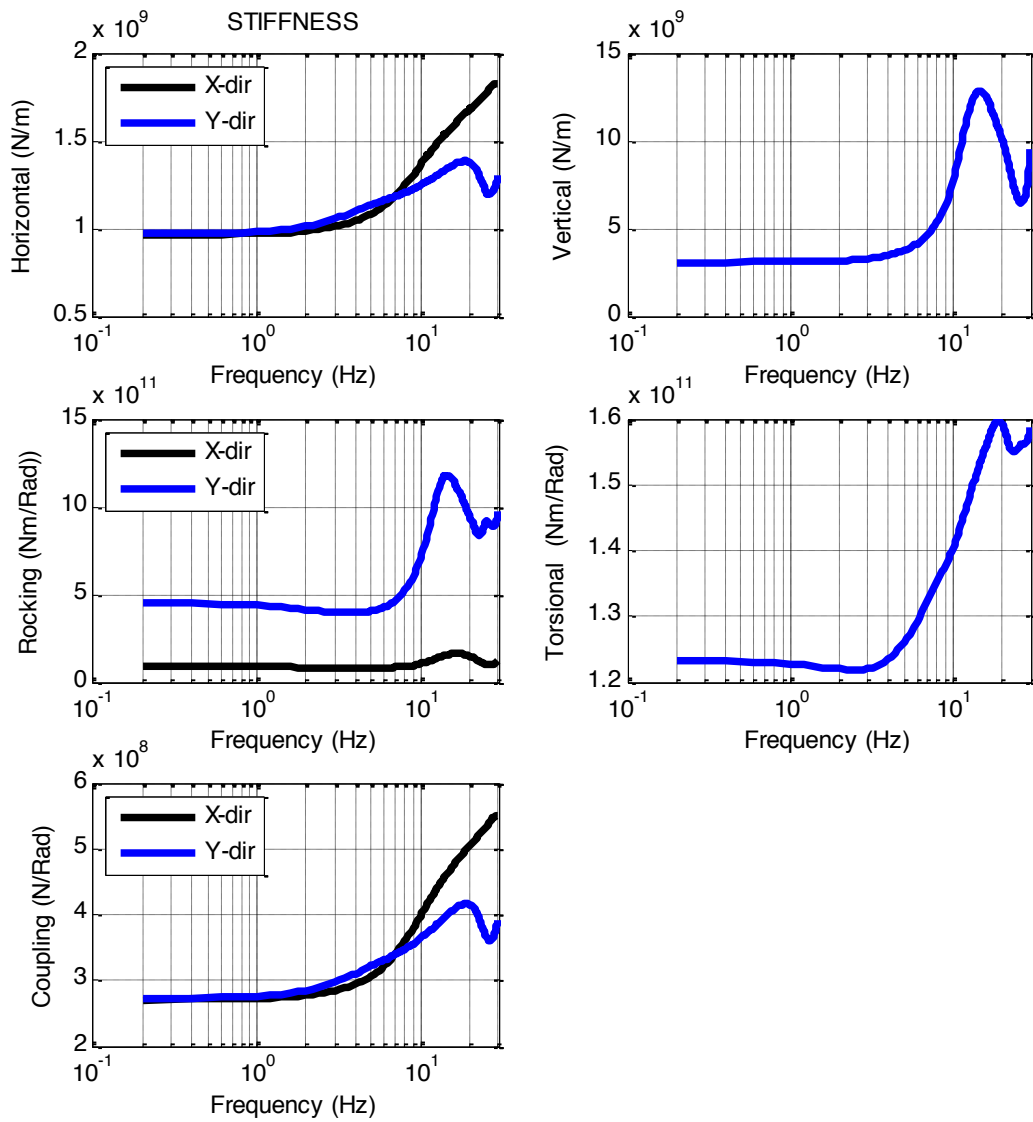 STIFFNESS
x 10^9
2
1.5
1
0.5
Horizontal (N/m)
X-dir
Y-dir
10^-1
10^0
10^1
Frequency (Hz)
x 10^9
15
10
5
0
Vertical (N/m)
10^-1
10^0
10^1
Frequency (Hz)
x 10^11
15
10
5
0
Rocking (Nm/Rad))
X-dir
Y-dir
10^-1
10^0
10^1
Frequency (Hz)
x 10^11
1.6
1.5
1.4
1.3
1.2
Torsional (Nm/Rad)
10^-1
10^0
10^1
Frequency (Hz)
x 10^8
6
5
4
3
2
Coupling (N/Rad)
X-dir
Y-dir
10^-1
10^0
10^1
Frequency (Hz)